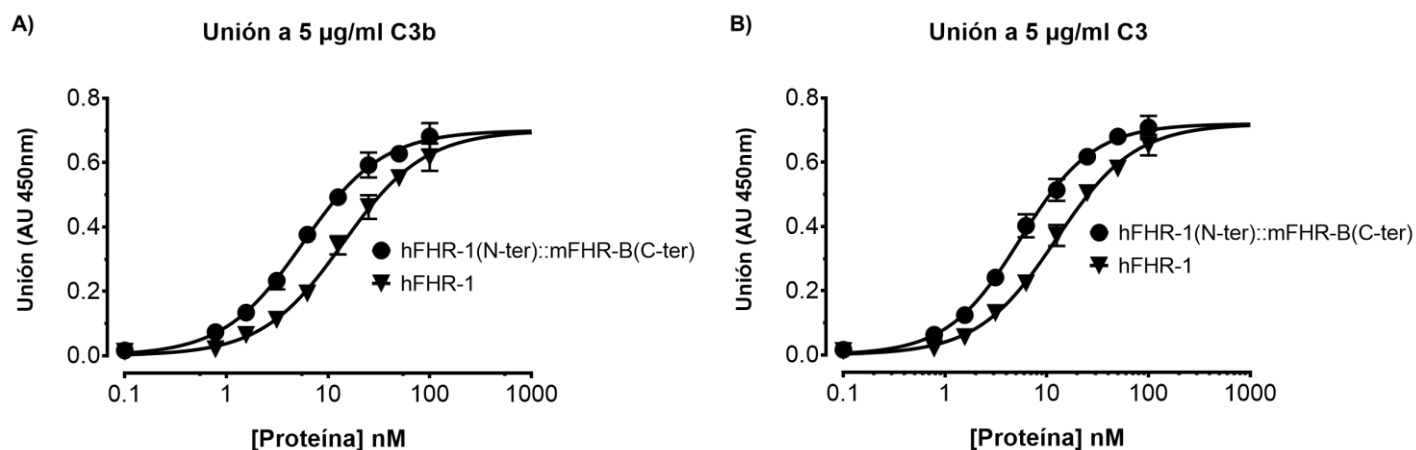 A)
Unión a 5 µg/ml C3b
Unión (AU 450nm)
0.8
0.6
0.4
0.2
0.0
hFHR-1(N-ter)::mFHR-B(C-ter)
hFHR-1
0.1 1 10 100 1000
[Proteína] nM
B)
Unión a 5 µg/ml C3
Unión (AU 450nm)
0.8
0.6
0.4
0.2
0.0
hFHR-1(N-ter)::mFHR-B(C-ter)
hFHR-1
0.1 1 10 100 1000
[Proteína] nM